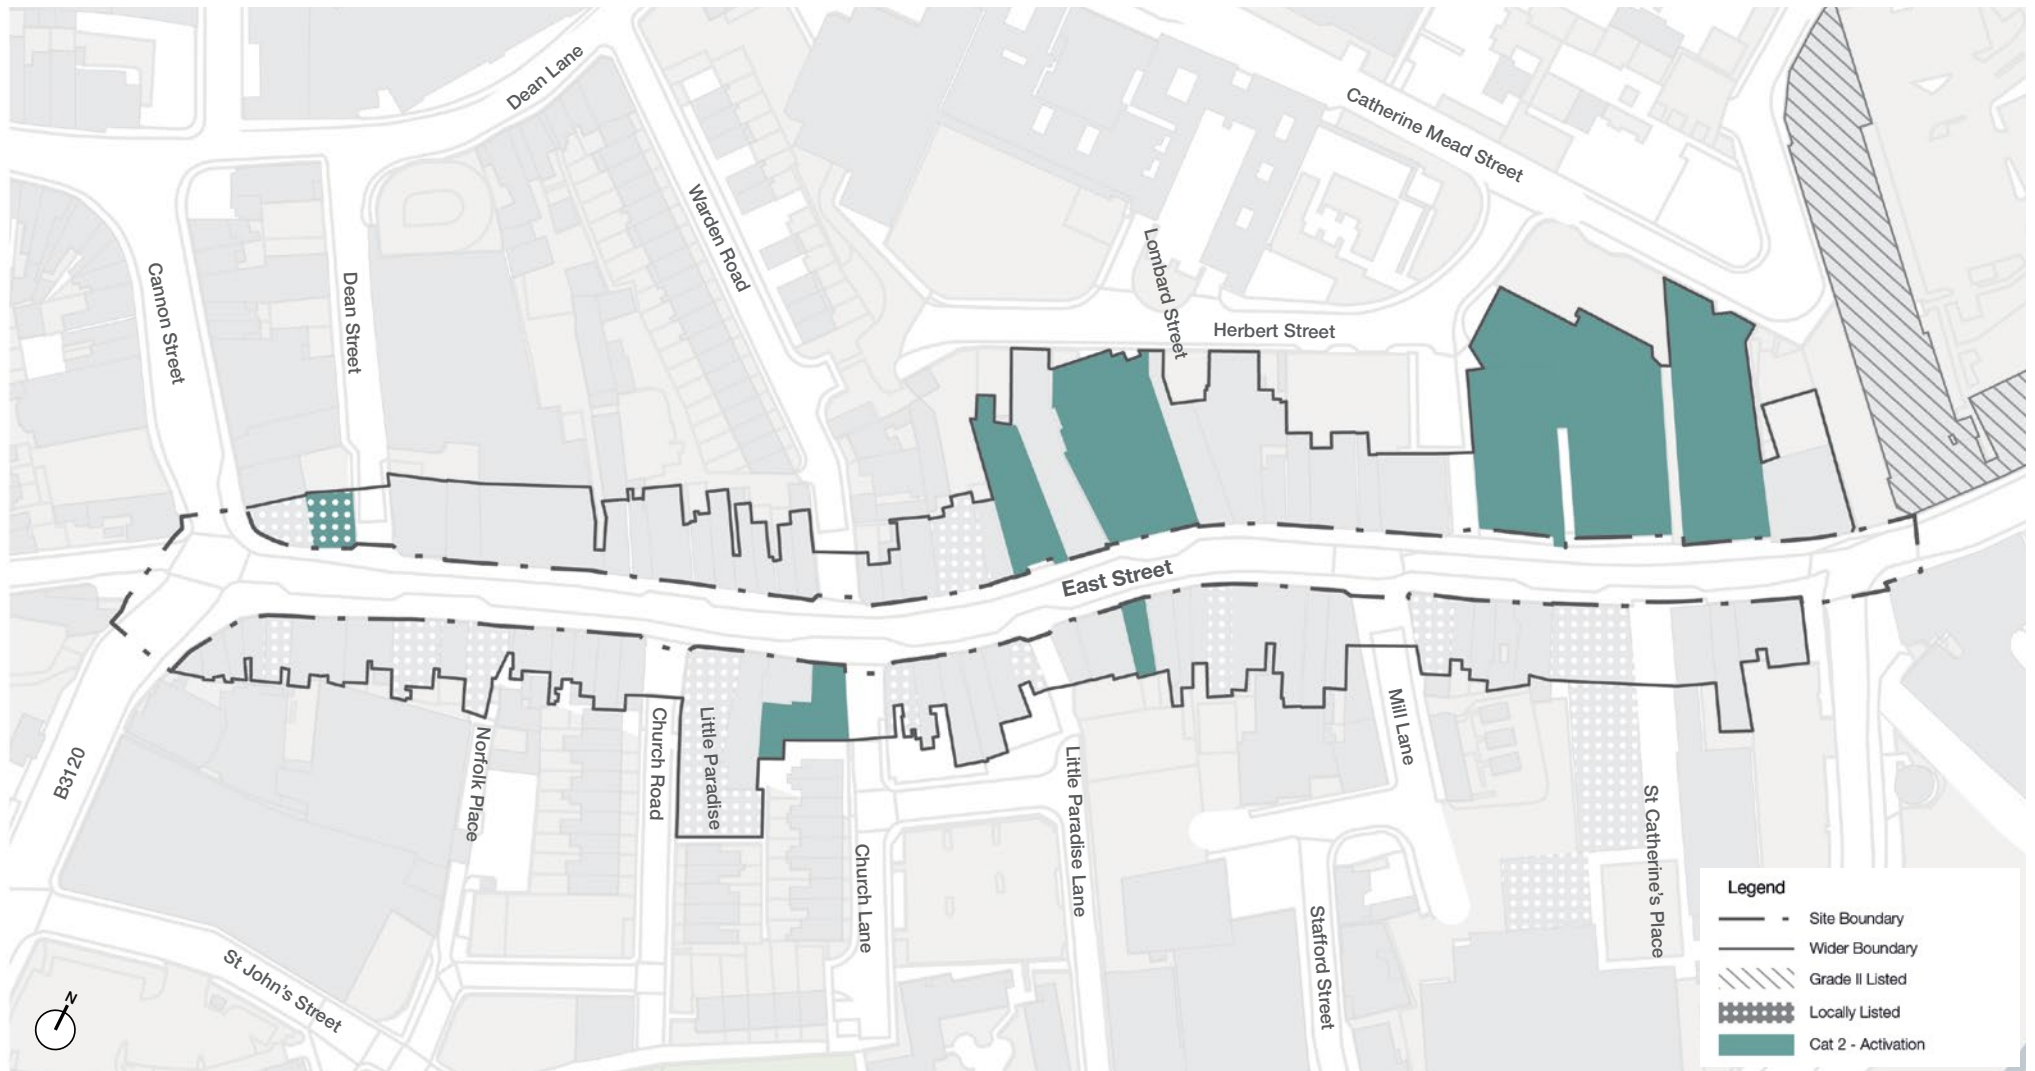 Dean Lane
Catherine Mead Street
Warden Road
Lombard Street
Cannon Street
Dean Street
Herbert Street
East Street
B3120
Norfolk Place
Church Road
Little Paradise
Church Lane
Little Paradise Lane
Mill Lane
Stafford Street
St Catherine's Place
St John's Street
N
Legend
Site Boundary
Wider Boundary
Grade II Listed
Locally Listed
Cat 2 - Activation